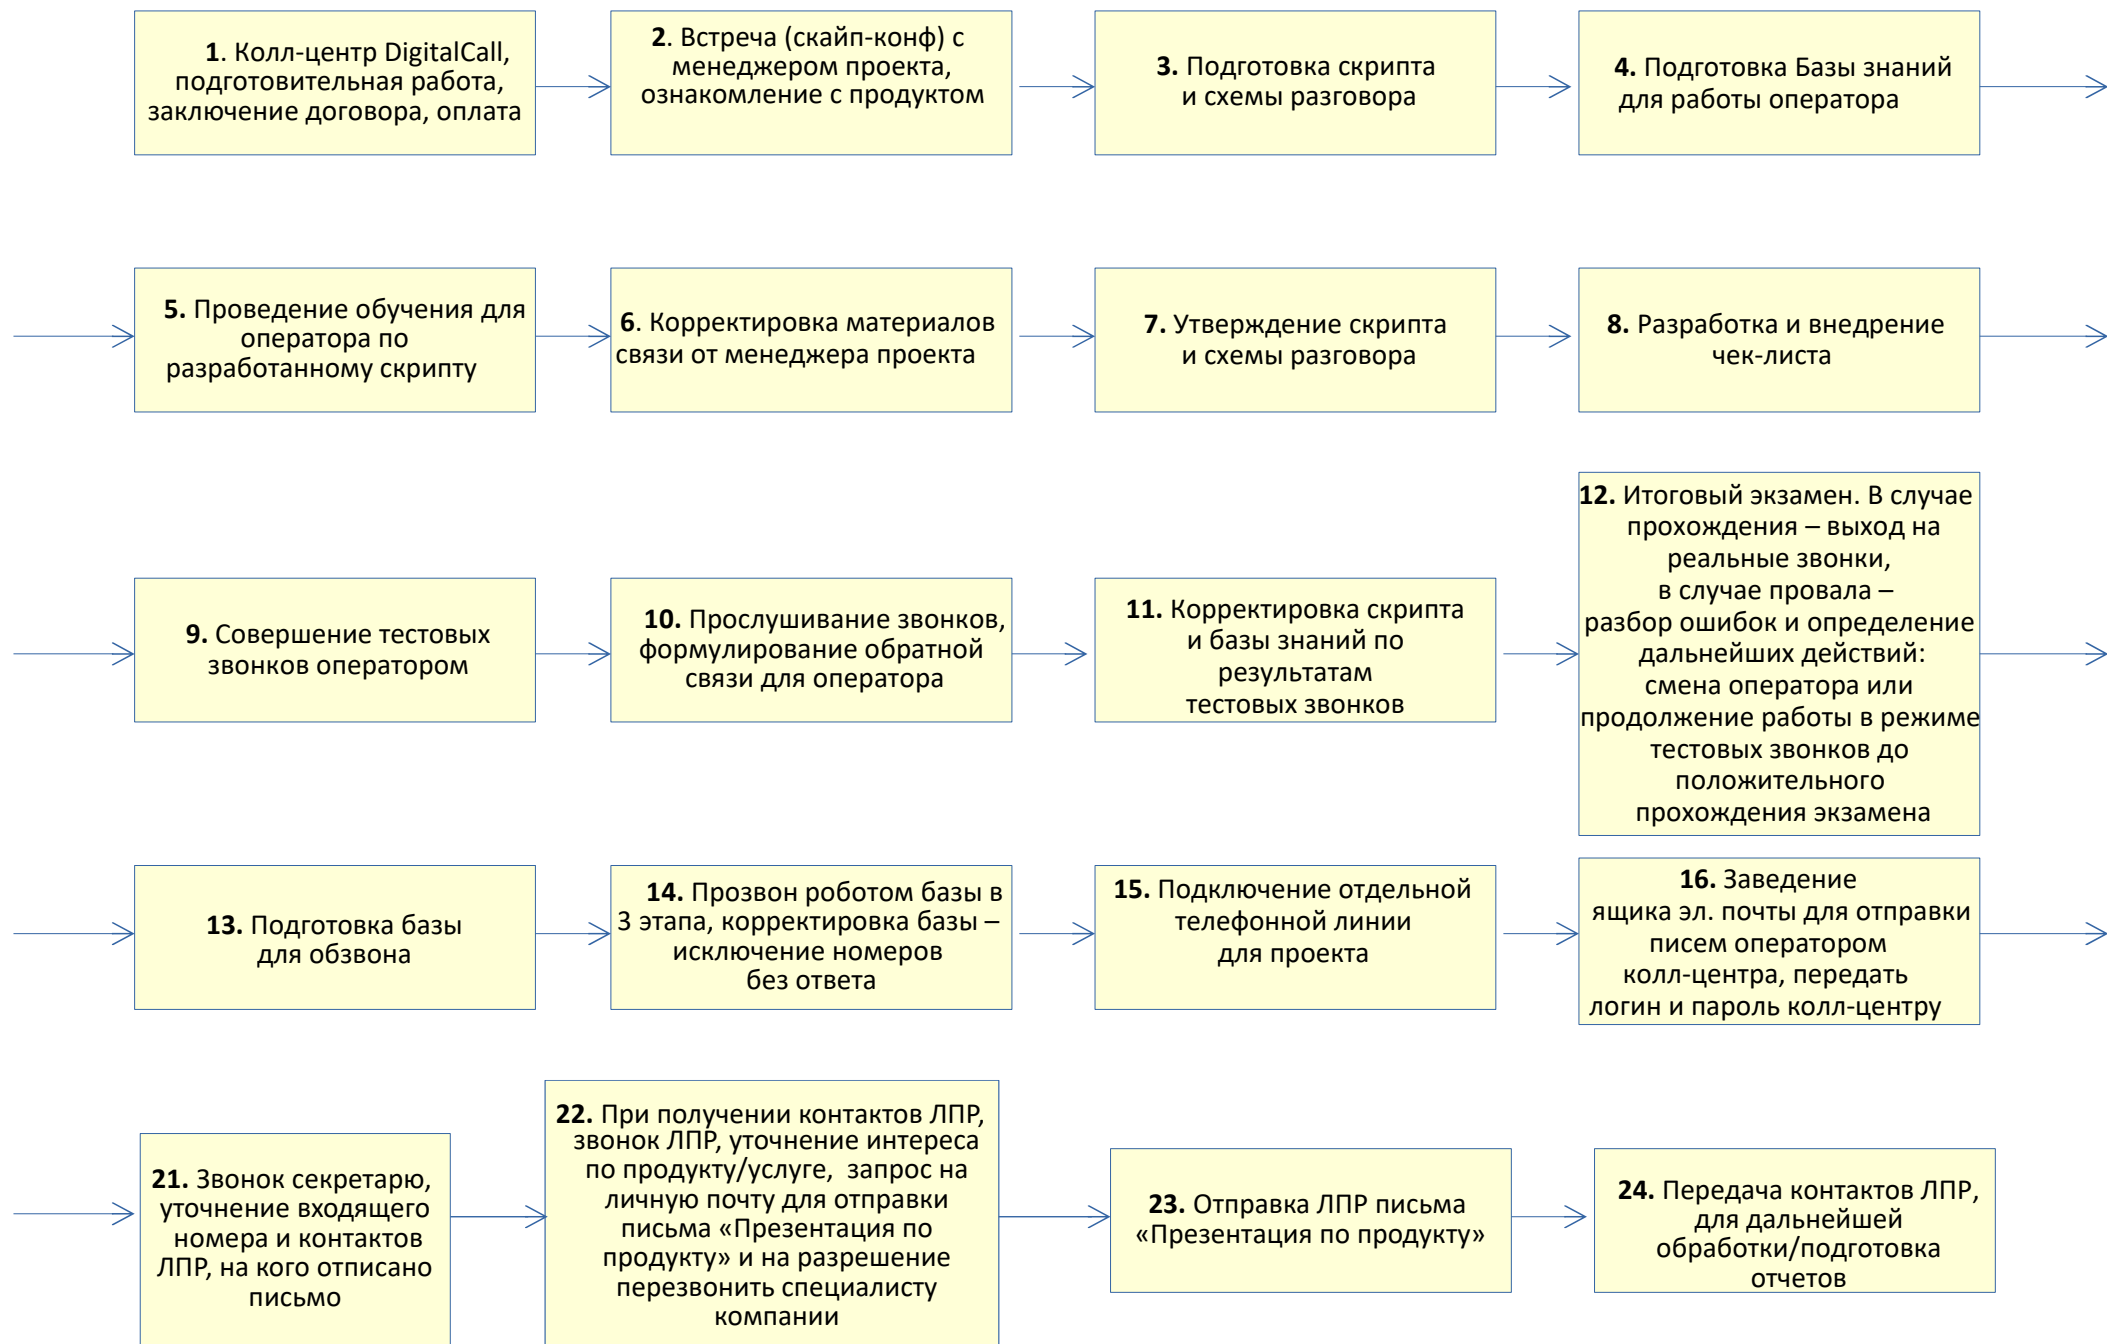 1. Колл-центр DigitalCall,
подготовительная работа,
заключение договора, оплата
2. Встреча (скайп-конф) с
менеджером проекта,
ознакомление с продуктом
3. Подготовка скрипта
и схемы разговора
4. Подготовка Базы знаний
для работы оператора
5. Проведение обучения для
оператора по
разработанному скрипту
6. Корректировка материалов
связи от менеджера проекта
7. Утверждение скрипта
и схемы разговора
8. Разработка и внедрение
чек-листа
9. Совершение тестовых
звонков оператором
10. Прослушивание звонков,
формулирование обратной
связи для оператора
11. Корректировка скрипта
и базы знаний по
результатам
тестовых звонков
12. Итоговый экзамен. В случае
прохождения – выход на
реальные звонки,
в случае провала –
разбор ошибок и определение
дальнейших действий:
смена оператора или
продолжение работы в режиме
тестовых звонков до
положительного
прохождения экзамена
13. Подготовка базы
для обзвона
14. Прозвон роботом базы в
3 этапа, корректировка базы –
исключение номеров
без ответа
15. Подключение отдельной
телефонной линии
для проекта
16. Заведение
ящика эл. почты для отправки
писем оператором
колл-центра, передать
логин и пароль колл-центру
21. Звонок секретарю,
уточнение входящего
номера и контактов
ЛПР, на кого отписано
письмо
22. При получении контактов ЛПР,
звонок ЛПР, уточнение интереса
по продукту/услуге, запрос на
личную почту для отправки
письма «Презентация по
продукту» и на разрешение
перезвонить специалисту
компании
23. Отправка ЛПР письма
«Презентация по продукту»
24. Передача контактов ЛПР,
для дальнейшей
обработки/подготовка
отчетов